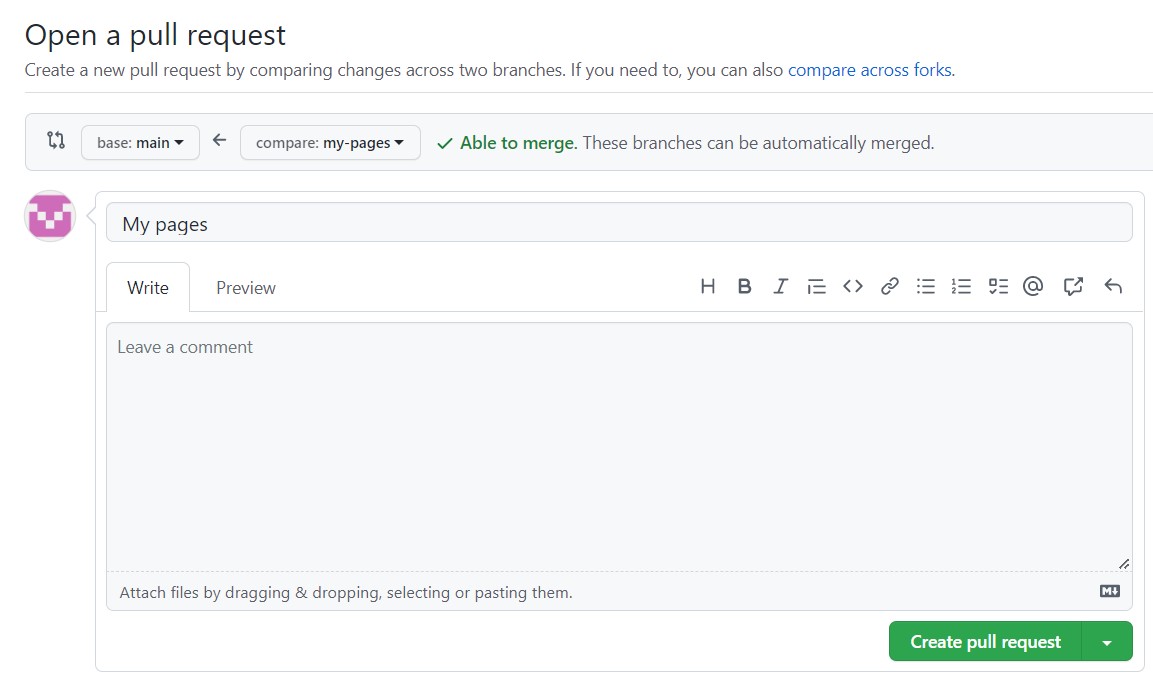 Open a pull request
Create a new pull request by comparing changes across two branches. If you need to, you can also compare across forks.
base: main
compare: my-pages
Able to merge. These branches can be automatically merged.
My pages
Write
Preview
Leave a comment
Attach files by dragging & dropping, selecting or pasting them.
Create pull request